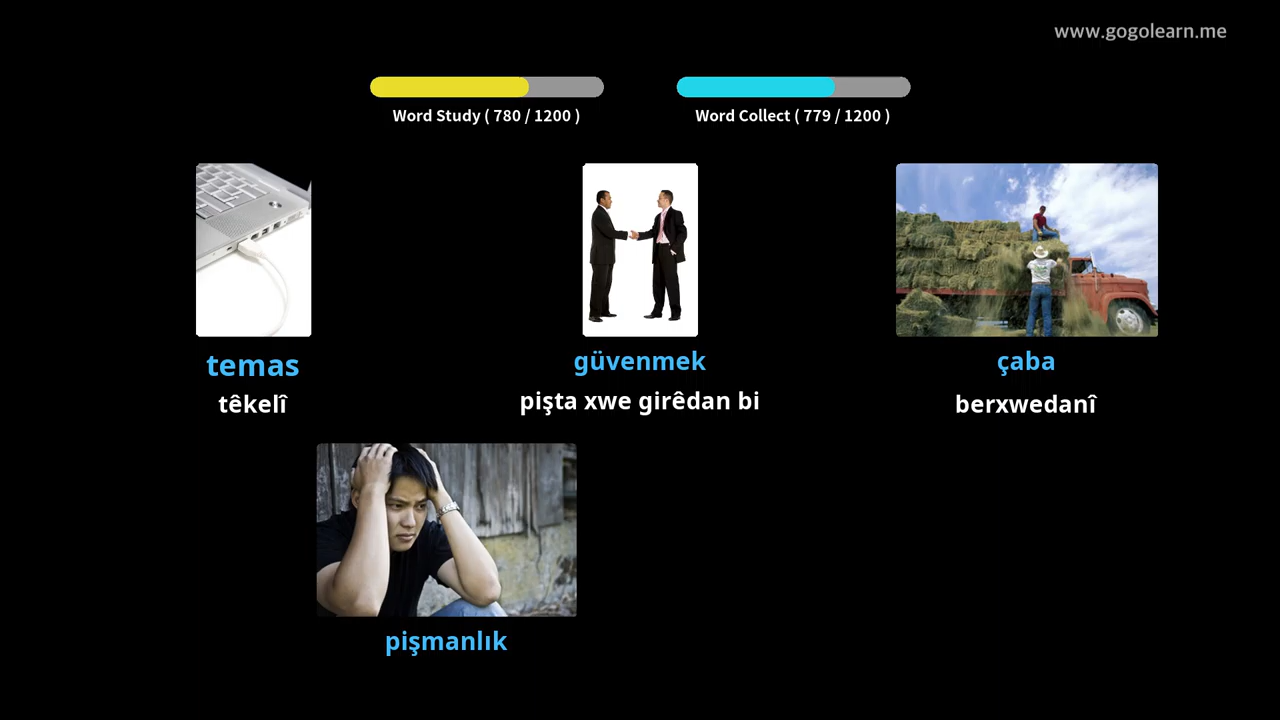 www.gogolearn.me
Word Study ( 780 / 1200 )
Word Collect ( 779 / 1200 )
temas
güvenmek
çaba
têkelî
pişta xwe girêdan bi
berxwedanî
pişmanlık